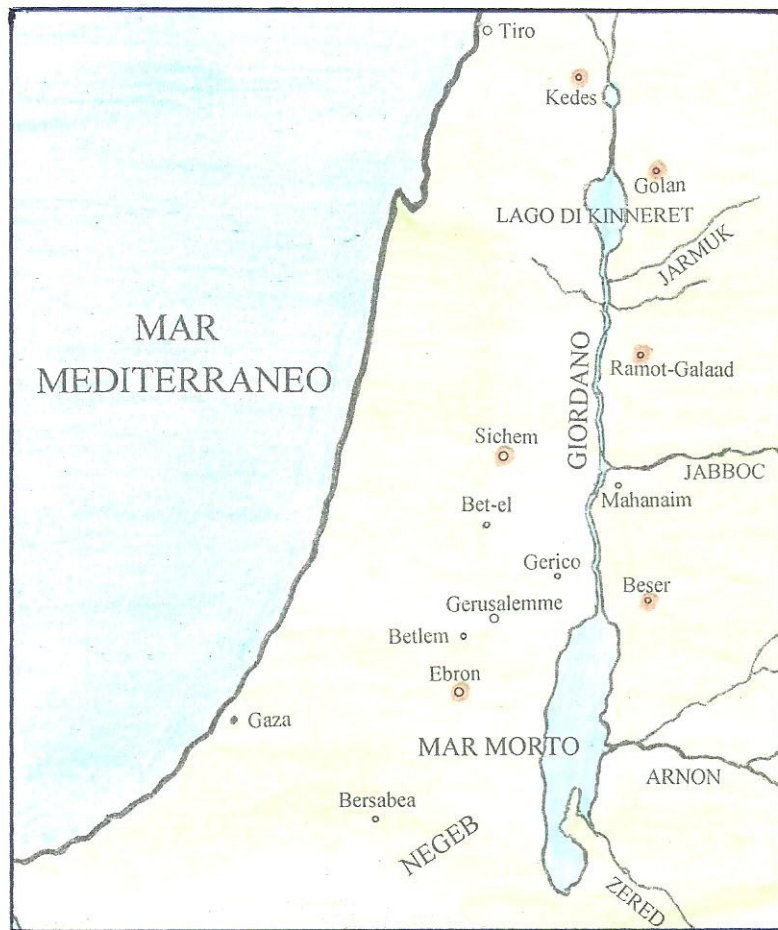 Tiro
Kedes
Golan
LAGO DI KINNERET
JARMUK
MAR
MEDITERRANEO
GIORDANO
Ramot-Galaad
Sichem
JABBOC
Mahanaim
Bet-el
Gerico
Beser
Gerusalemme
Betlem
Ebron
Gaza
MAR MORTO
ARNON
Bersabea
NEGEB
ZERED